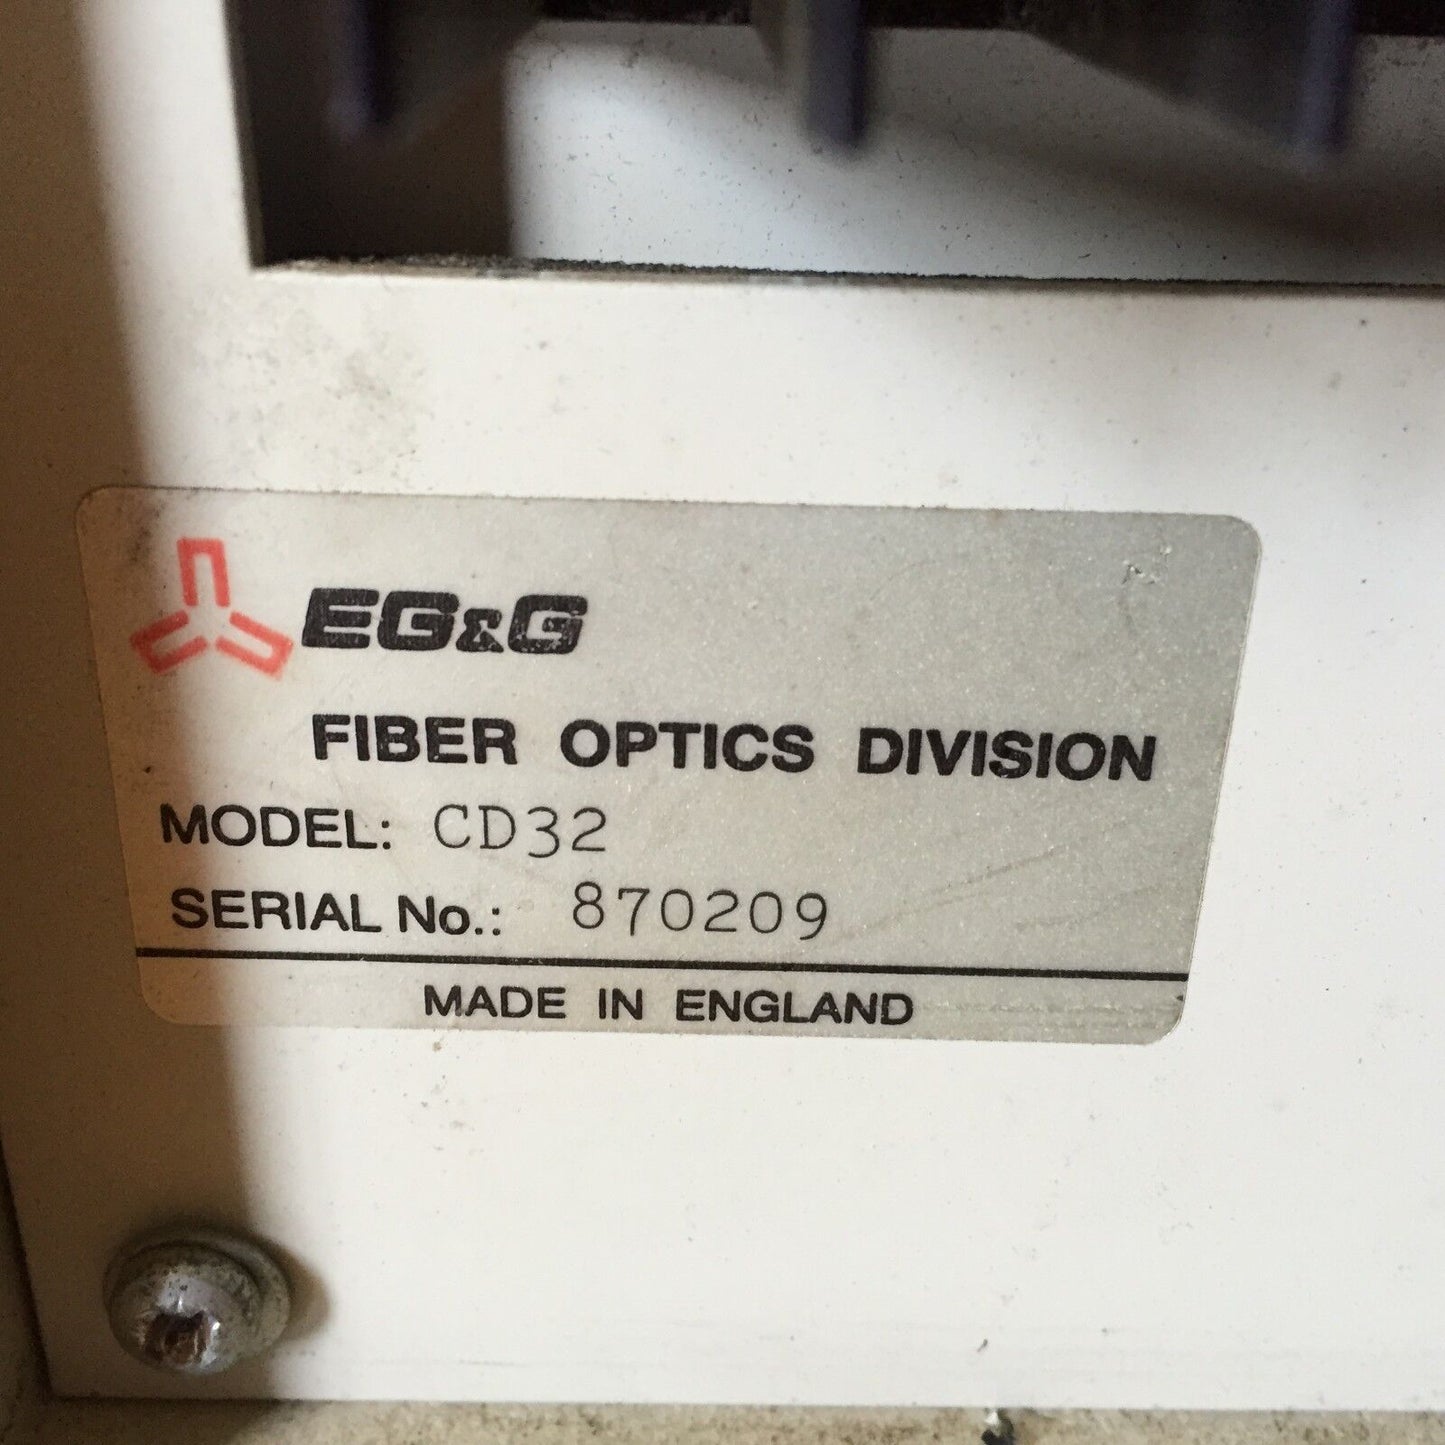 EG&G
FIBER OPTICS DIVISION
MODEL: CD32
SERIAL No.: 870209
MADE IN ENGLAND